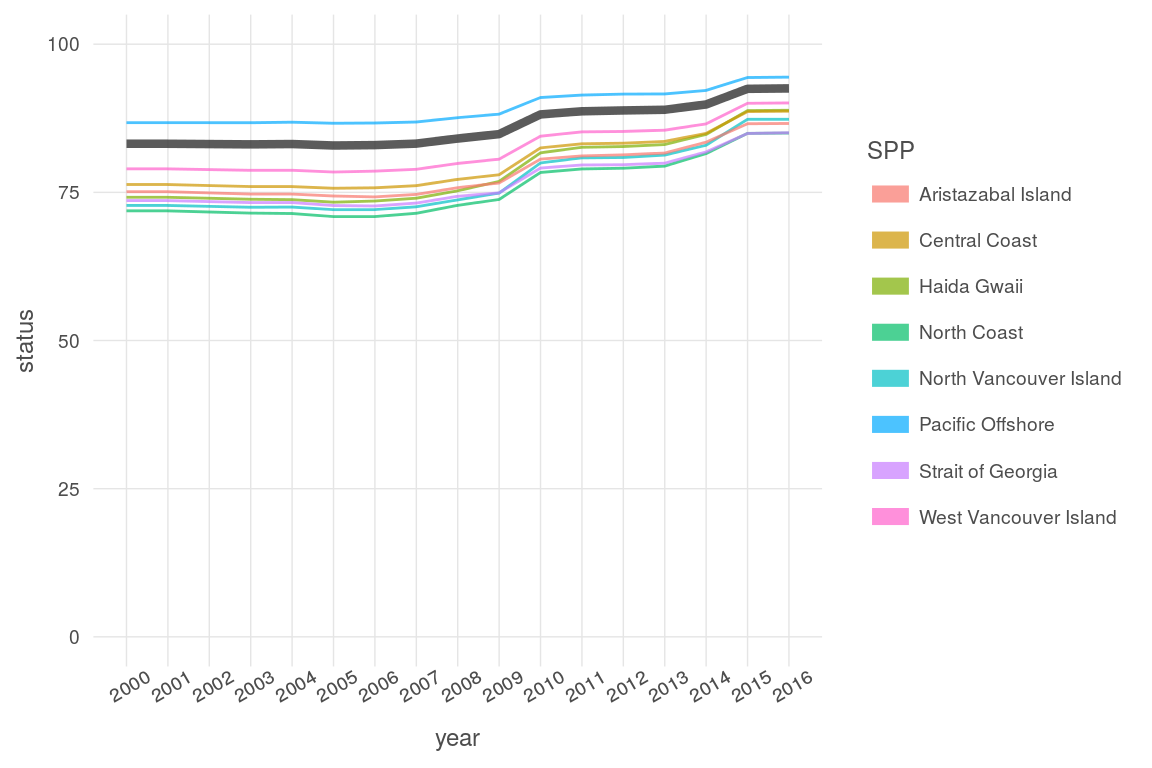 100
75
50
25
0
status
2000 2001 2002 2003 2004 2005 2006 2007 2008 2009 2010 2011 2012 2013 2014 2015 2016
year
SPP
Aristazabal Island
Central Coast
Haida Gwaii
North Coast
North Vancouver Island
Pacific Offshore
Strait of Georgia
West Vancouver Island